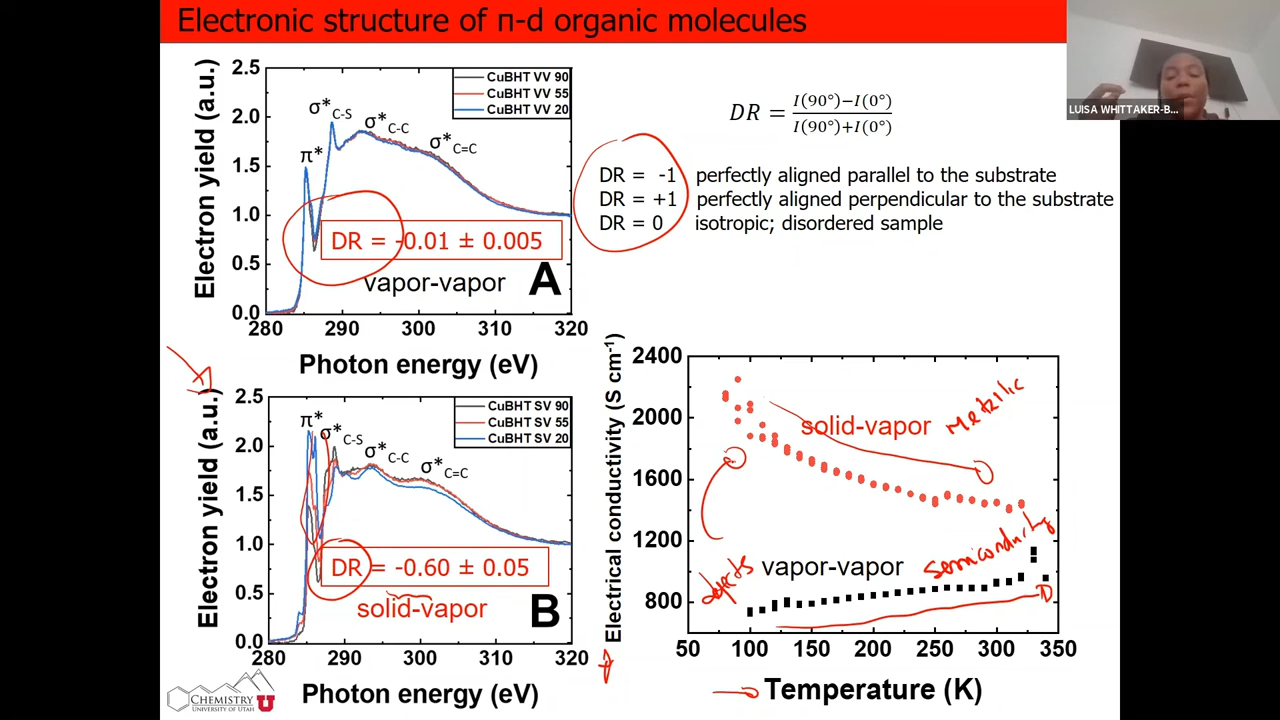 Electronic structure of π-d organic molecules
LUISA WHITTAKER-B...
2.5
2.0
1.5
1.0
0.5
0.0
Electron yield (a.u.)
CuBHT VV 90
CuBHT VV 55
CuBHT VV 20
π*
σ*C-S
σ*C-C
σ*C=C
DR = -0.01 ± 0.005
vapor-vapor
A
280 290 300 310 320
Photon energy (eV)
DR = I(90°)−I(0°) / I(90°)+I(0°)
DR = -1 perfectly aligned parallel to the substrate
DR = +1 perfectly aligned perpendicular to the substrate
DR = 0 isotropic; disordered sample
2.5
2.0
1.5
1.0
0.5
0.0
Electron yield (a.u.)
CuBHT SV 90
CuBHT SV 55
CuBHT SV 20
π*
σ*C-S
σ*C-C
σ*C=C
DR = -0.60 ± 0.05
solid-vapor
B
280 290 300 310 320
Photon energy (eV)
2400
2000
1600
1200
800
Electrical conductivity (S cm⁻¹)
solid-vapor
Metallic
defects
vapor-vapor
semiconducting
50 100 150 200 250 300 350
Temperature (K)
CHEMISTRY
UNIVERSITY OF UTAH
U